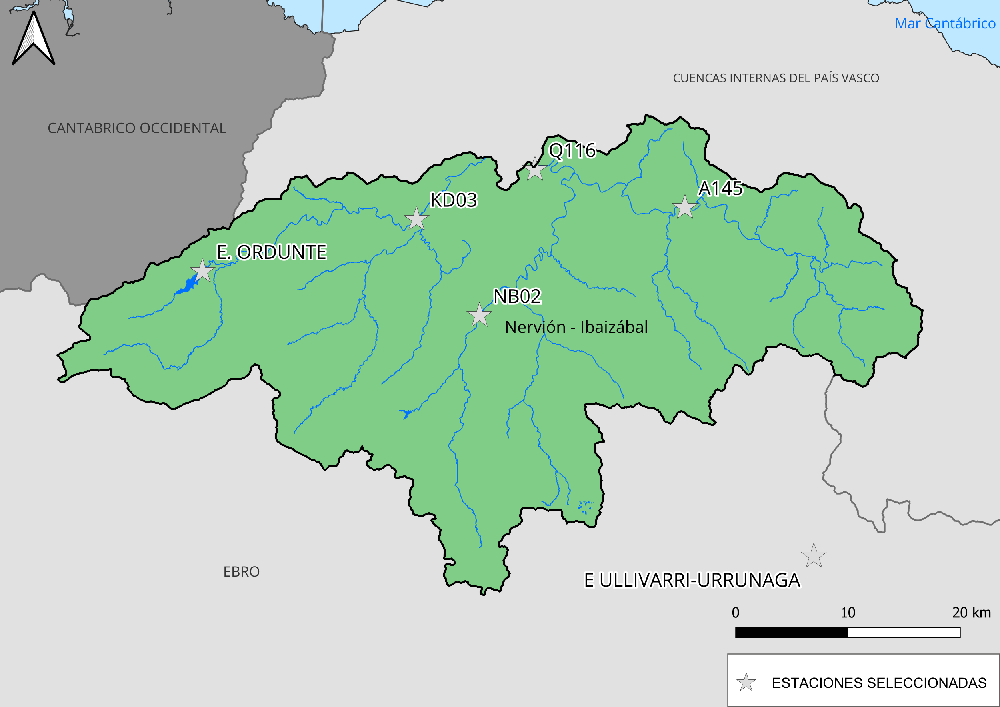 Mar Cantábrico
CUENCAS INTERNAS DEL PAÍS VASCO
CANTABRICO OCCIDENTAL
Q116
A145
KD03
E. ORDUNTE
NB02
Nervión - Ibaizábal
EBRO
E ULLIVARRI-URRUNAGA
0 10 20 km
ESTACIONES SELECCIONADAS